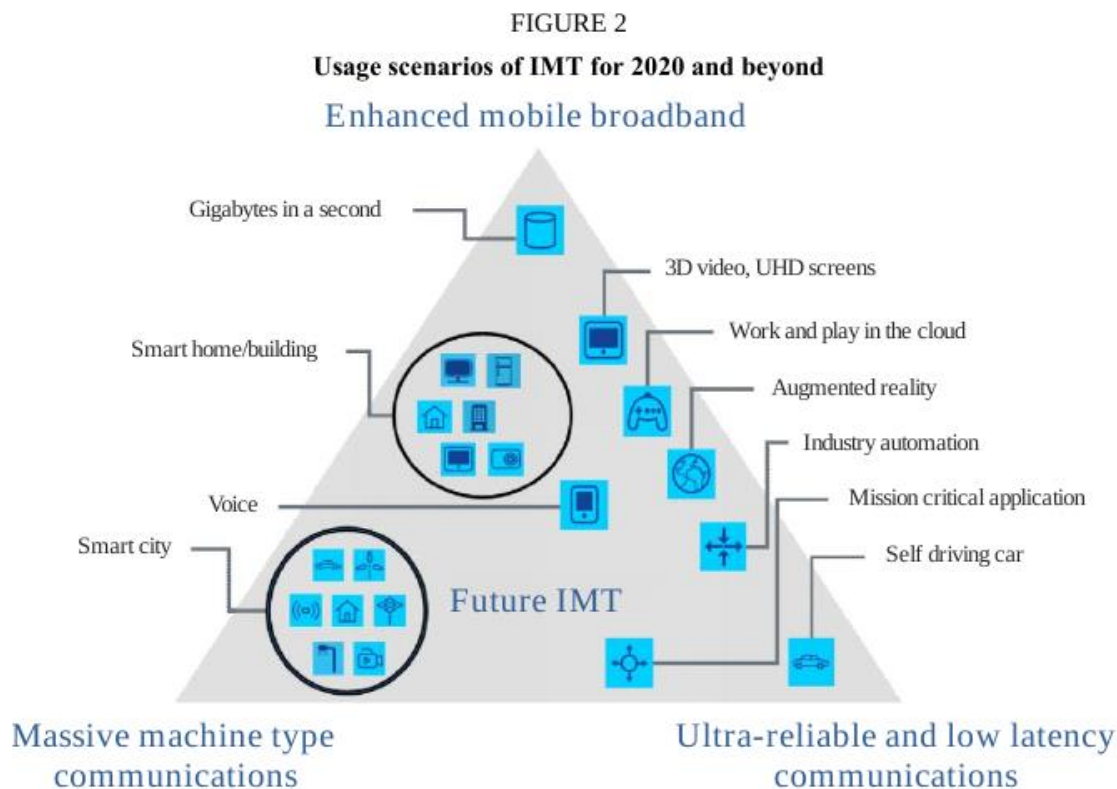 FIGURE 2
Usage scenarios of IMT for 2020 and beyond
Enhanced mobile broadband
Gigabytes in a second
3D video, UHD screens
Work and play in the cloud
Smart home/building
Augmented reality
Industry automation
Mission critical application
Voice
Smart city
Self driving car
Future IMT
Massive machine type
communications
Ultra-reliable and low latency
communications